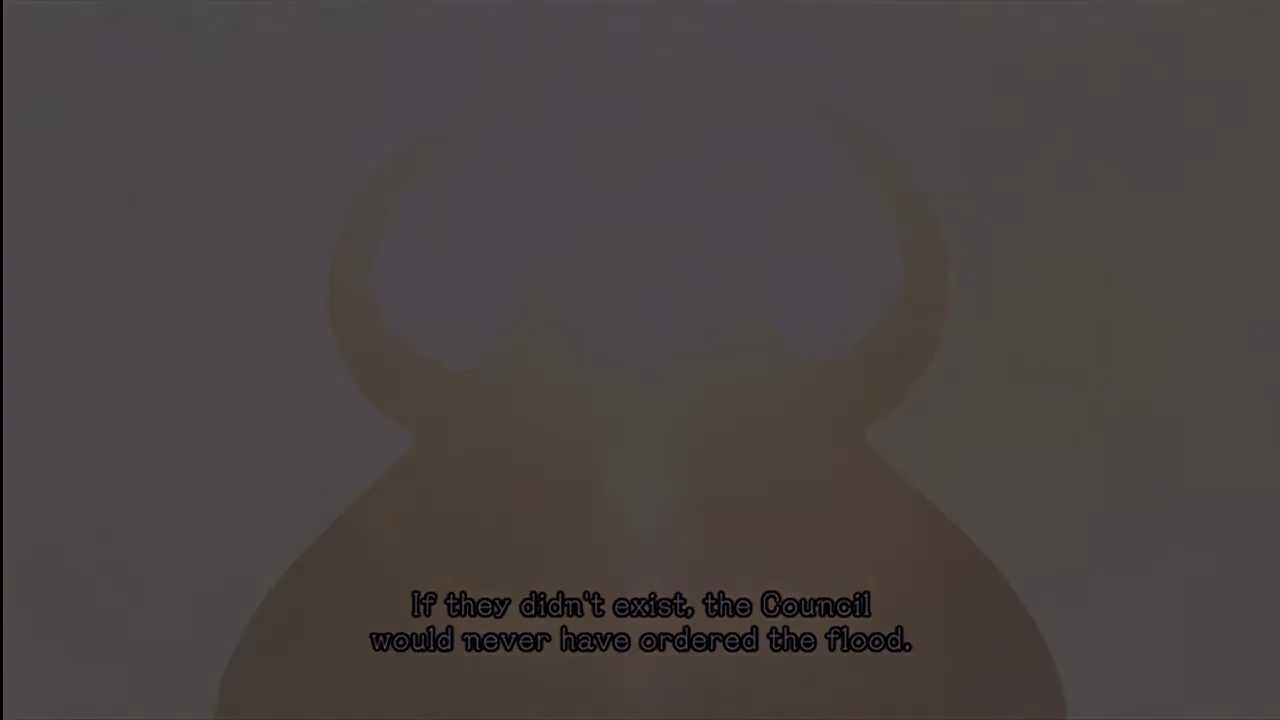 If they didn't exist, the Council
would never have ordered the flood.